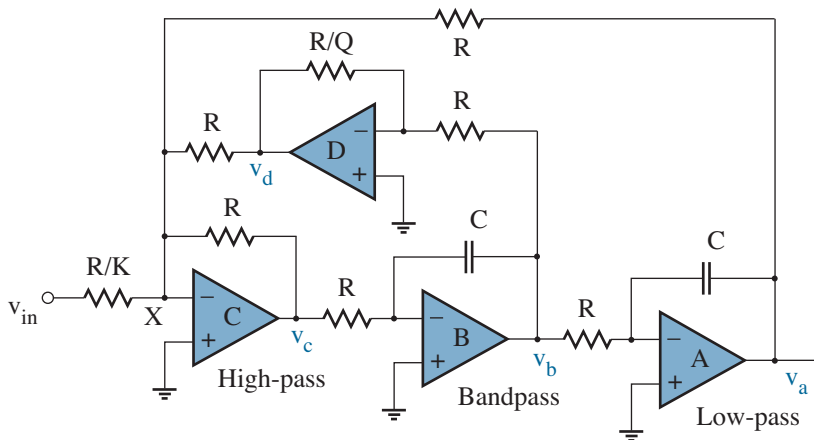 R
R/Q
R
R
D
−
+
v_d
R
C
C
R/K
R
R
v_in
X
−
+
C
v_c
−
+
B
v_b
−
+
A
v_a
High-pass
Bandpass
Low-pass